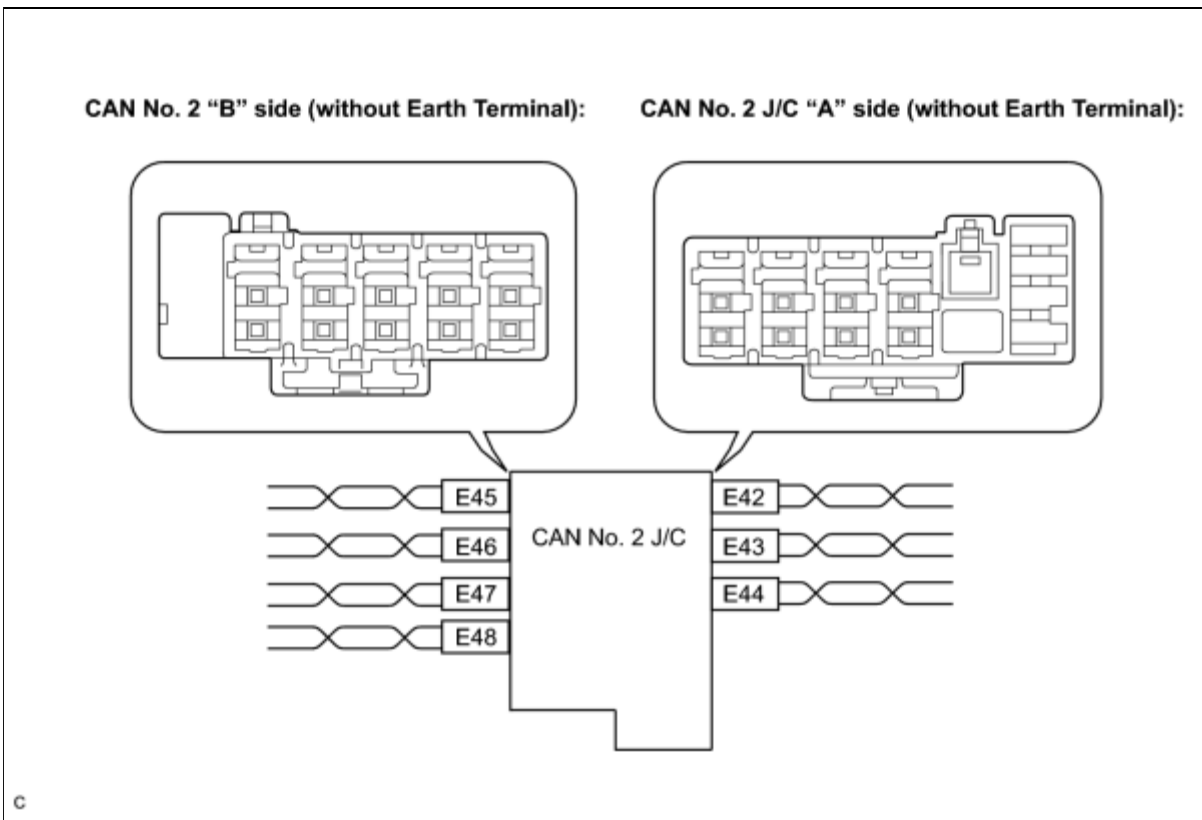 CAN No. 2 “B” side (without Earth Terminal):
CAN No. 2 J/C “A” side (without Earth Terminal):
E45
E46
E47
E48
CAN No. 2 J/C
E42
E43
E44
C